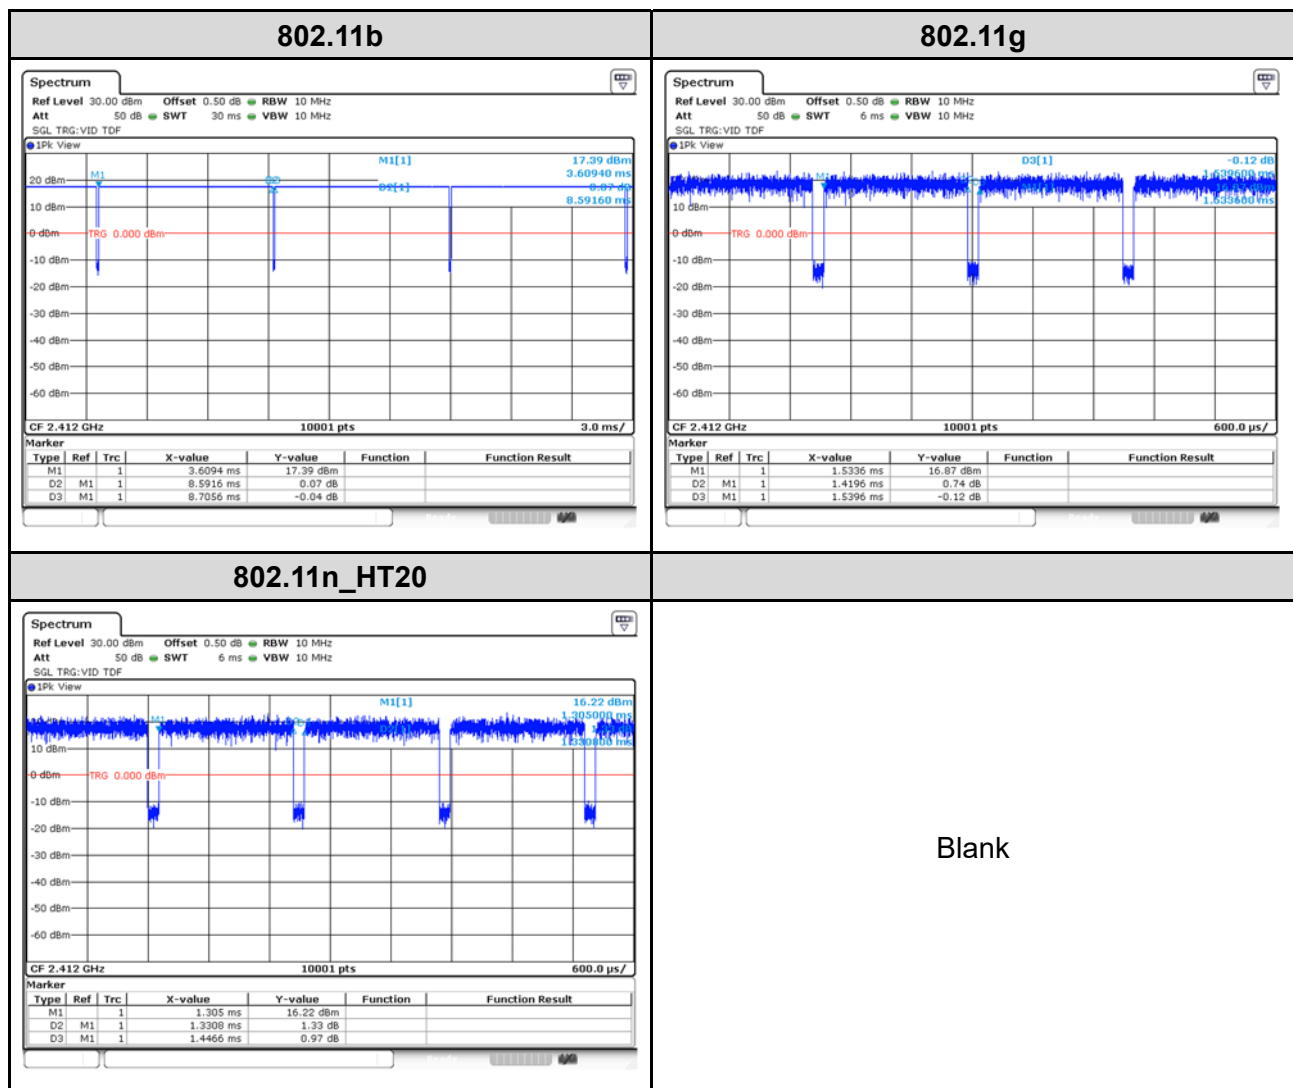 802.11b
802.11g
Spectrum
Ref Level 30.00 dBm Offset 0.50 dB RBW 10 MHz
Att 50 dB SWT 30 ms VBW 10 MHz
SGL TRG:VID TDF
1Pk View
M1[1] 17.39 dBm
3.60940 ms
D2[1] 0.07 dB
8.59160 ms
M1
20 dBm
10 dBm
0 dBm
TRG 0.000 dBm
-10 dBm
-20 dBm
-30 dBm
-40 dBm
-50 dBm
-60 dBm
CF 2.412 GHz 10001 pts 3.0 ms/
Marker
Type Ref Trc X-value Y-value Function Function Result
M1 1 3.6094 ms 17.39 dBm
D2 M1 1 8.5916 ms 0.07 dB
D3 M1 1 8.7056 ms -0.04 dB
Spectrum
Ref Level 30.00 dBm Offset 0.50 dB RBW 10 MHz
Att 50 dB SWT 6 ms VBW 10 MHz
SGL TRG:VID TDF
1Pk View
D3[1] -0.12 dB
1.539600 ms
1.533600 ms
M1
10 dBm
0 dBm
TRG 0.000 dBm
-10 dBm
-20 dBm
-30 dBm
-40 dBm
-50 dBm
-60 dBm
CF 2.412 GHz 10001 pts 600.0 µs/
Marker
Type Ref Trc X-value Y-value Function Function Result
M1 1 1.5336 ms 16.87 dBm
D2 M1 1 1.4196 ms 0.74 dB
D3 M1 1 1.5396 ms -0.12 dB
802.11n_HT20
Spectrum
Ref Level 30.00 dBm Offset 0.50 dB RBW 10 MHz
Att 50 dB SWT 6 ms VBW 10 MHz
SGL TRG:VID TDF
1Pk View
M1[1] 16.22 dBm
1.305000 ms
1.330800 ms
M1
10 dBm
0 dBm
TRG 0.000 dBm
-10 dBm
-20 dBm
-30 dBm
-40 dBm
-50 dBm
-60 dBm
CF 2.412 GHz 10001 pts 600.0 µs/
Marker
Type Ref Trc X-value Y-value Function Function Result
M1 1 1.305 ms 16.22 dBm
D2 M1 1 1.3308 ms 1.33 dB
D3 M1 1 1.4466 ms 0.97 dB
Blank